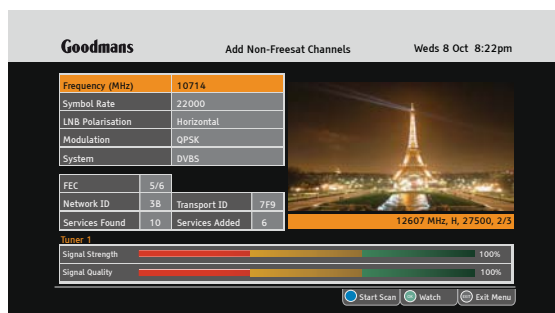 Goodmans Add Non-Freesat Channels Weds 8 Oct 8:22pm
Frequency (MHz) 10714
Symbol Rate 22000
LNB Polarisation Horizontal
Modulation QPSK
System DVBS
FEC 5/6
Network ID 3B Transport ID 7F9
Services Found 10 Services Added 6
12607 MHz, H, 27500, 2/3
Tuner 1
Signal Strength 100%
Signal Quality 100%
Start Scan OK Watch EXIT Exit Menu